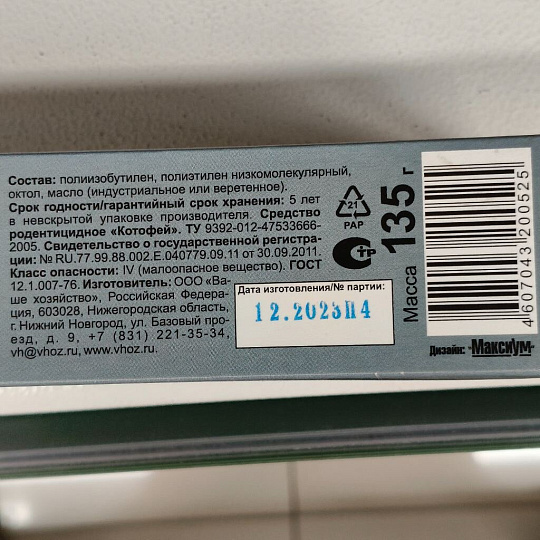 Состав: полиизобутилен, полиэтилен низкомолекулярный,
октол, масло (индустриальное или веретенное).
Срок годности/гарантийный срок хранения: 5 лет
в невскрытой упаковке производителя. Средство
родентицидное «Котофей». ТУ 9392-012-47533666-
2005. Свидетельство о государственной регистра-
ции: № RU.77.99.88.002.E.040779.09.11 от 30.09.2011.
Класс опасности: IV (малоопасное вещество). ГОСТ
12.1.007-76. Изготовитель: ООО «Ва-
ше хозяйство», Российская Федера-
ция, 603028, Нижегородская область,
г. Нижний Новгород, ул. Базовый про-
езд, д. 9, +7 (831) 221-35-34,
vh@vhoz.ru, www.vhoz.ru
Дата изготовления/№ партии:
12.2023П4
21
PAP
СТР
Масса 135 г
4607043200525
Дизайн: МаксиУм